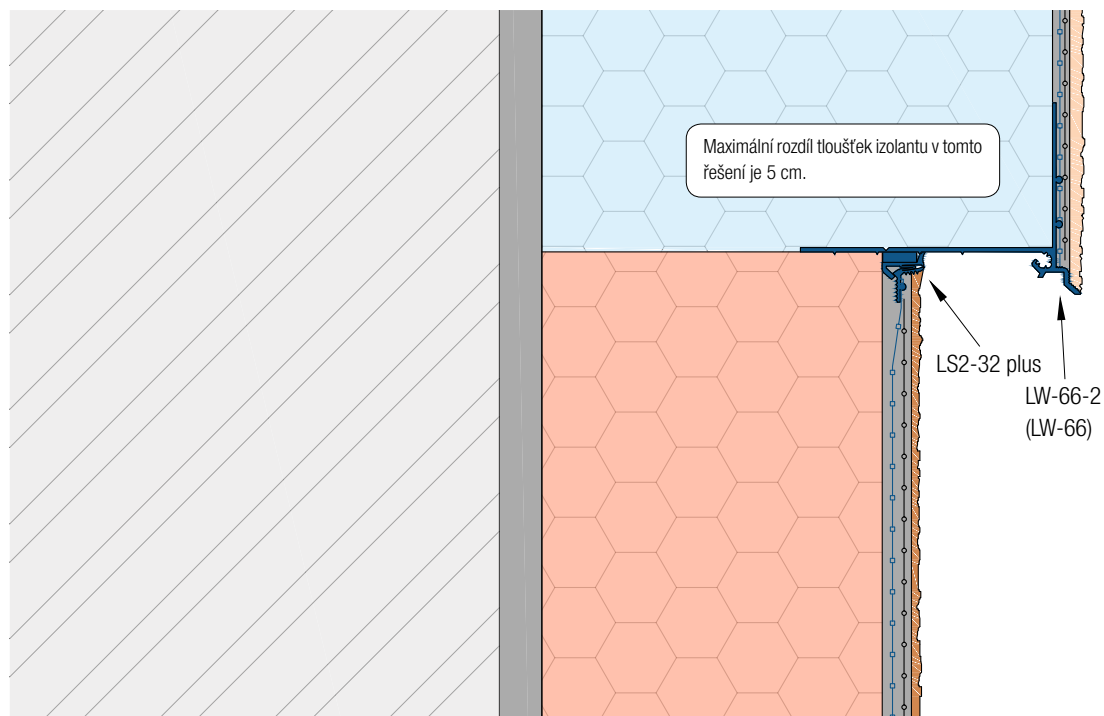 Maximální rozdíl tloušťek izolantu v tomto
řešení je 5 cm.
LS2-32 plus
LW-66-2
(LW-66)